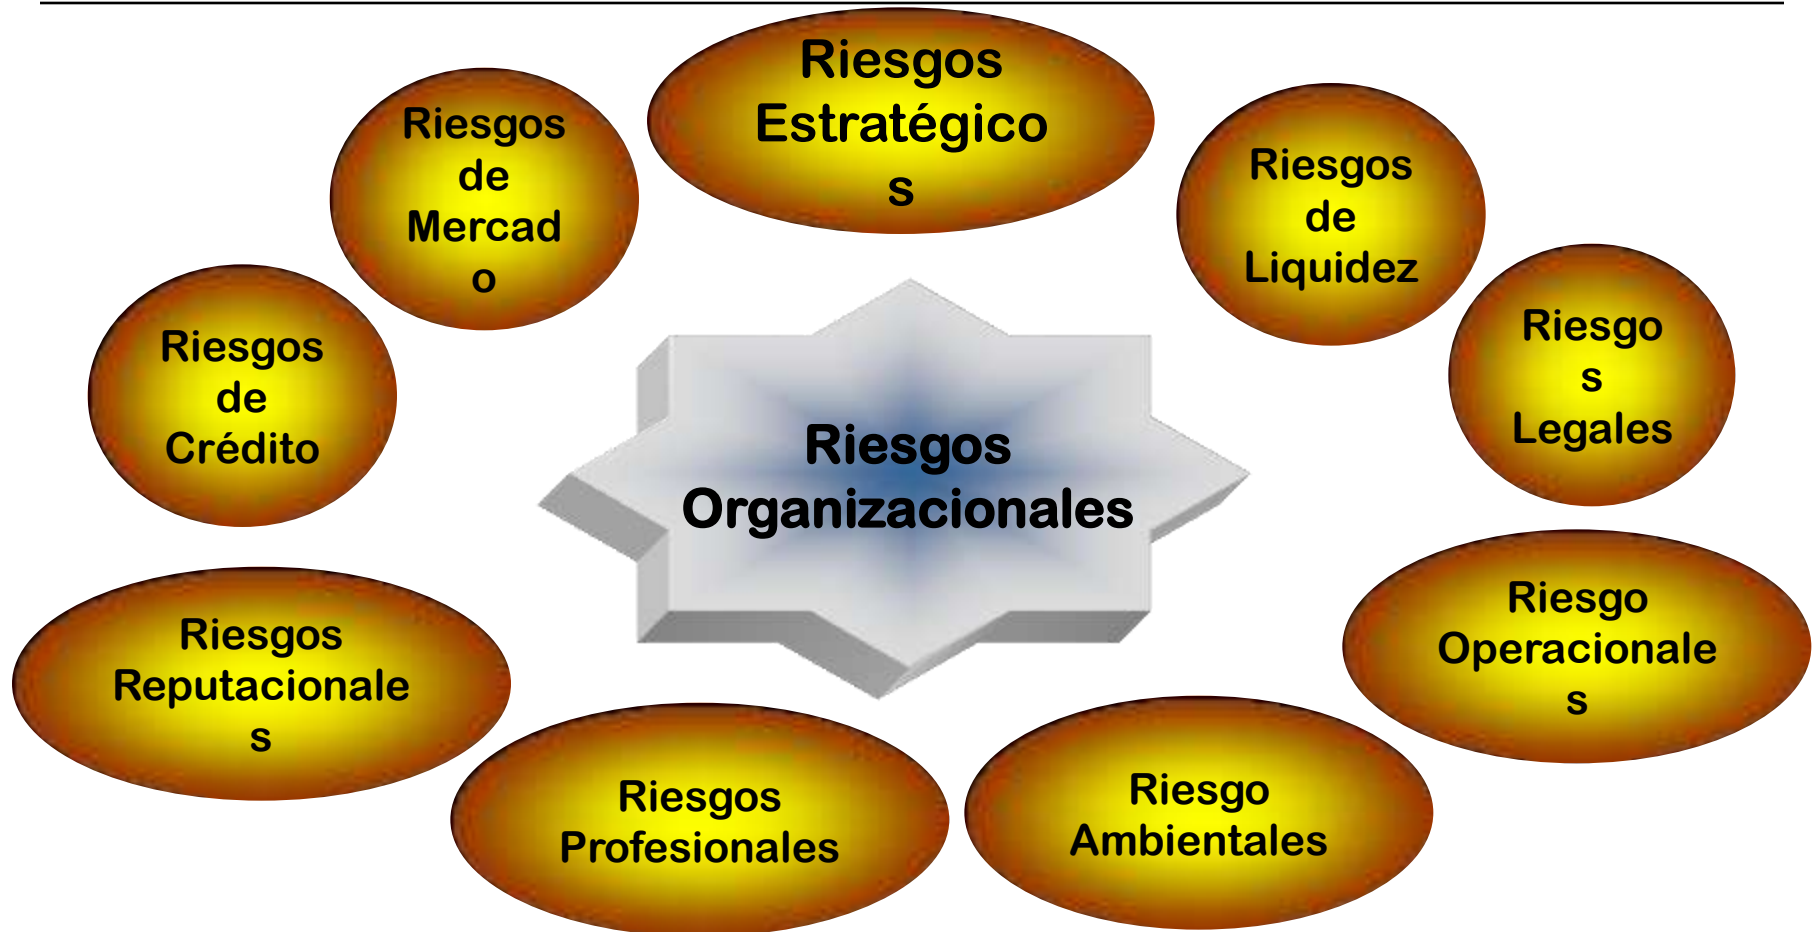 Riesgos
Estratégico
s
Riesgos
de
Mercad
o
Riesgos
de
Liquidez
Riesgos
de
Crédito
Riesgo
s
Legales
Riesgos
Organizacionales
Riesgos
Reputacionale
s
Riesgo
Operacionale
s
Riesgos
Profesionales
Riesgo
Ambientales